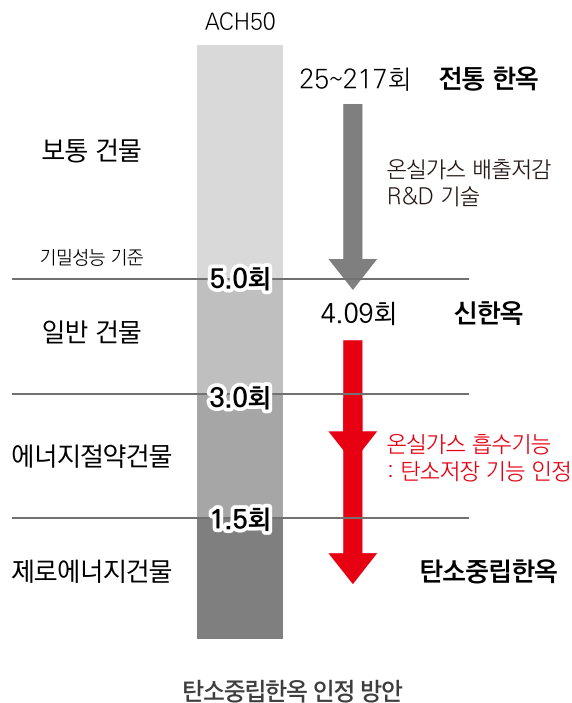 ACH50
25~217회 전통 한옥
보통 건물
온실가스 배출저감
R&D 기술
기밀성능 기준
5.0회
4.09회 신한옥
일반 건물
3.0회
에너지절약건물
온실가스 흡수기능
: 탄소저장 기능 인정
1.5회
제로에너지건물
탄소중립한옥
탄소중립한옥 인정 방안